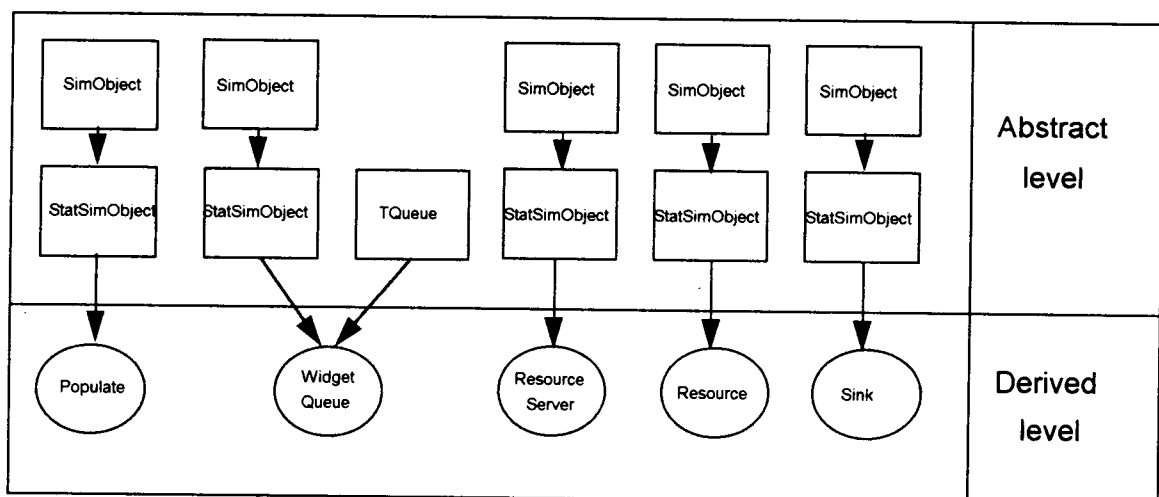 SimObject
SimObject
SimObject
SimObject
SimObject
Abstract
level
StatSimObject
StatSimObject
TQueue
StatSimObject
StatSimObject
StatSimObject
Populate
Widget
Queue
Resource
Server
Resource
Sink
Derived
level